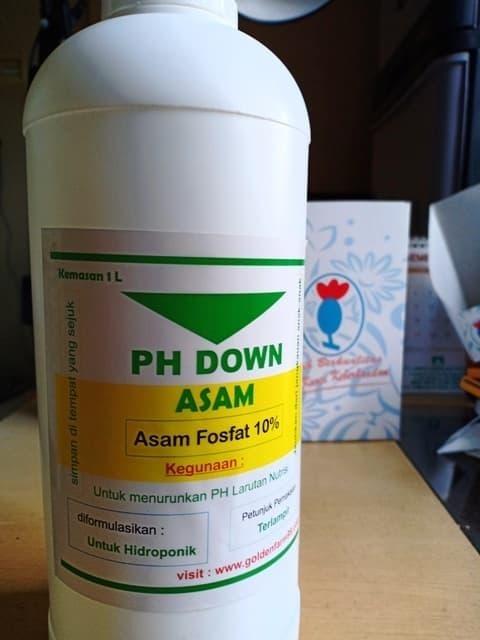 Kemasan 1 L
PH DOWN
ASAM
Asam Fosfat 10%
Kegunaan :
Untuk menurunkan PH Larutan Nutrisi
diformulasikan :
Untuk Hidroponik
Petunjuk
Terlampir
visit : www.goldenfarm
simpan di tempat yang sejuk